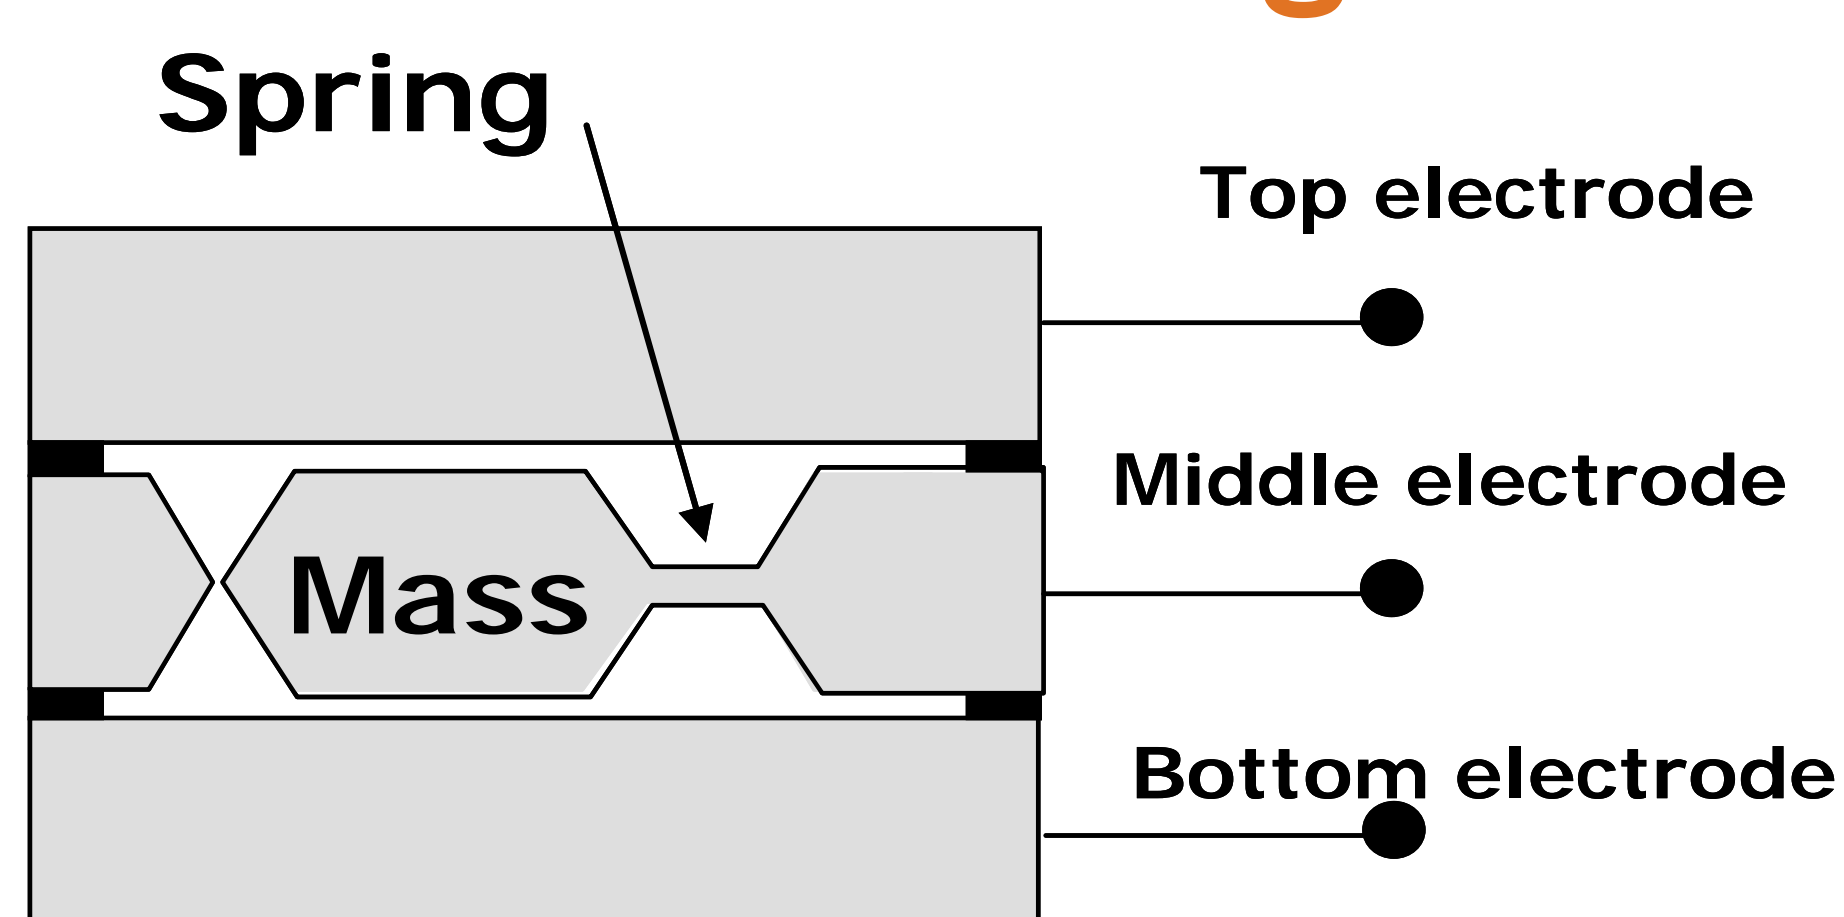 Spring
Top electrode
Middle electrode
Mass
Bottom electrode